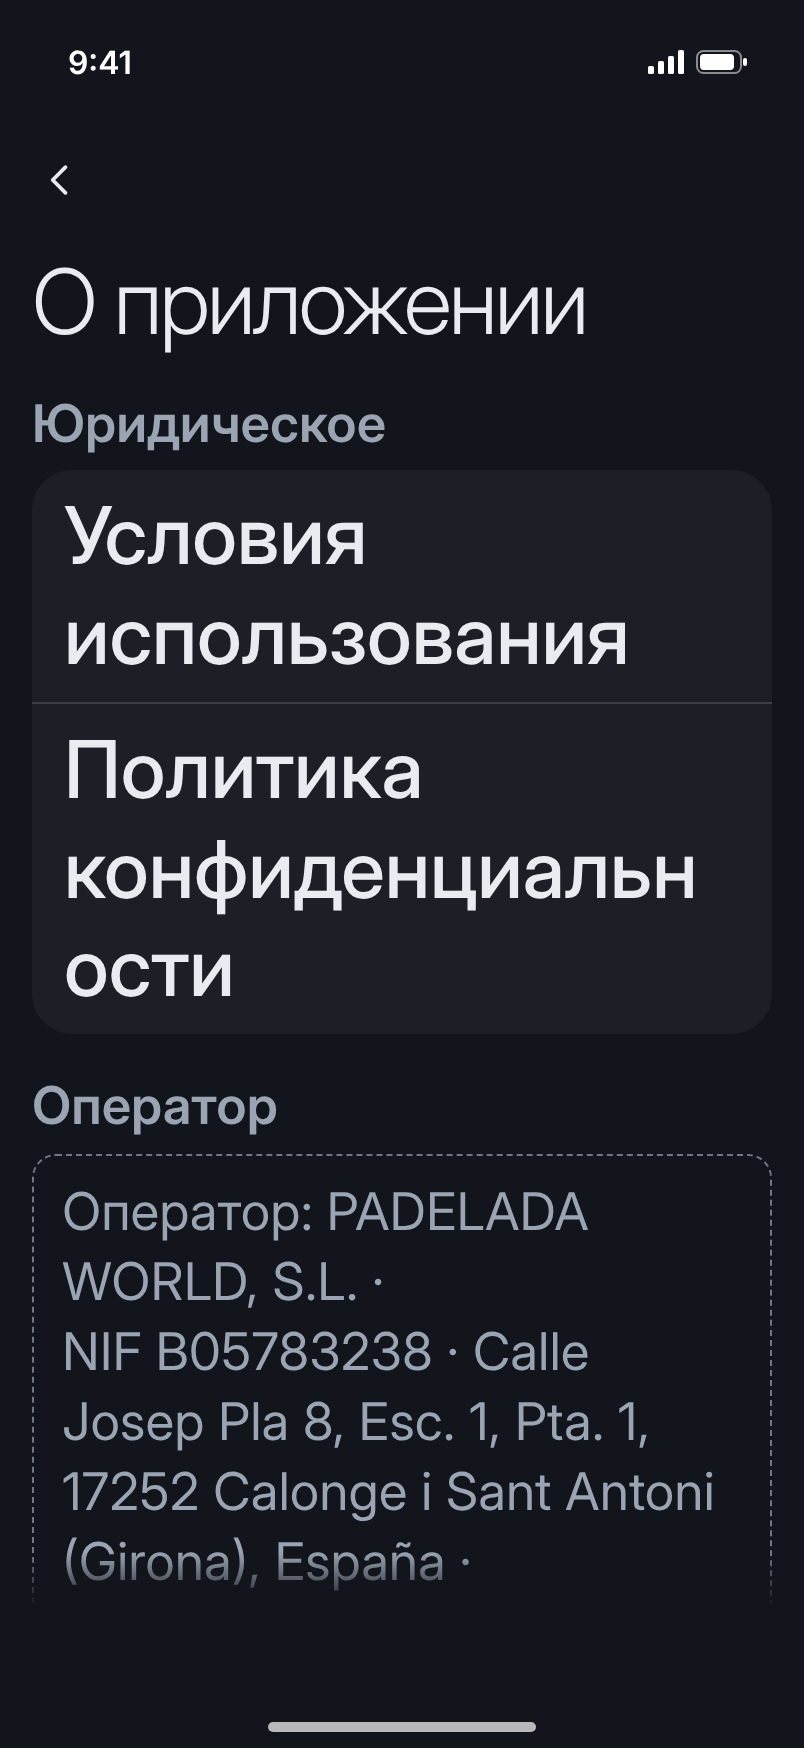 9:41
О приложении
Юридическое
Условия
использования
Политика
конфиденциальн
ости
Оператор
Оператор: PADELADA
WORLD, S.L. ·
NIF B05783238 · Calle
Josep Pla 8, Esc. 1, Pta. 1,
17252 Calonge i Sant Antoni
(Girona), España ·